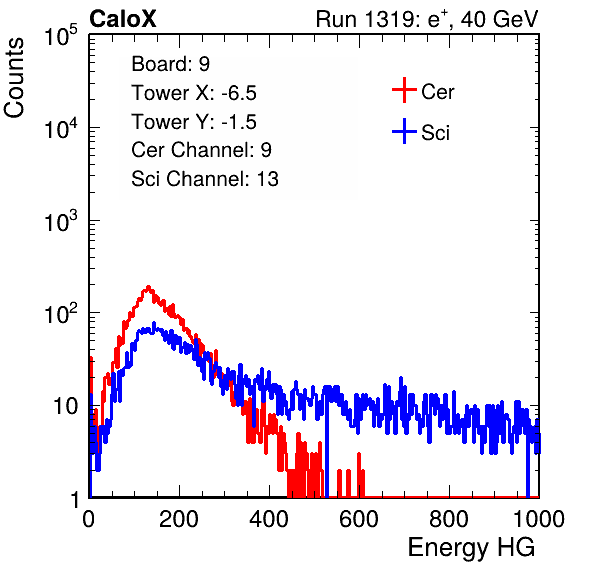 CaloX Run 1319: e⁺, 40 GeV
Counts
Board: 9
Tower X: -6.5
Tower Y: -1.5
Cer Channel: 9
Sci Channel: 13
Cer
Sci
10⁵
10⁴
10³
10²
10
1
0 200 400 600 800 1000
Energy HG